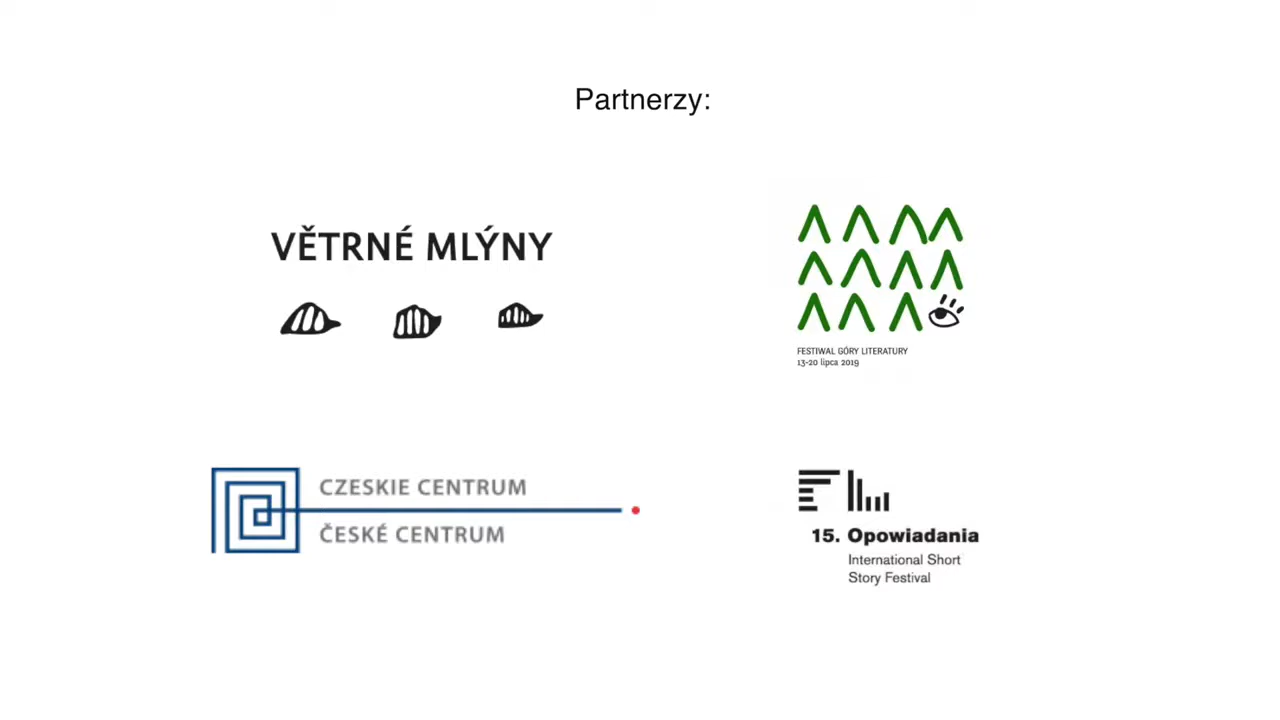 Partnerzy:
VĚTRNÉ MLÝNY
FESTIWAL GÓRY LITERATURY
13-20 lipca 2019
CZESKIE CENTRUM
ČESKÉ CENTRUM
15. Opowiadania
International Short
Story Festival